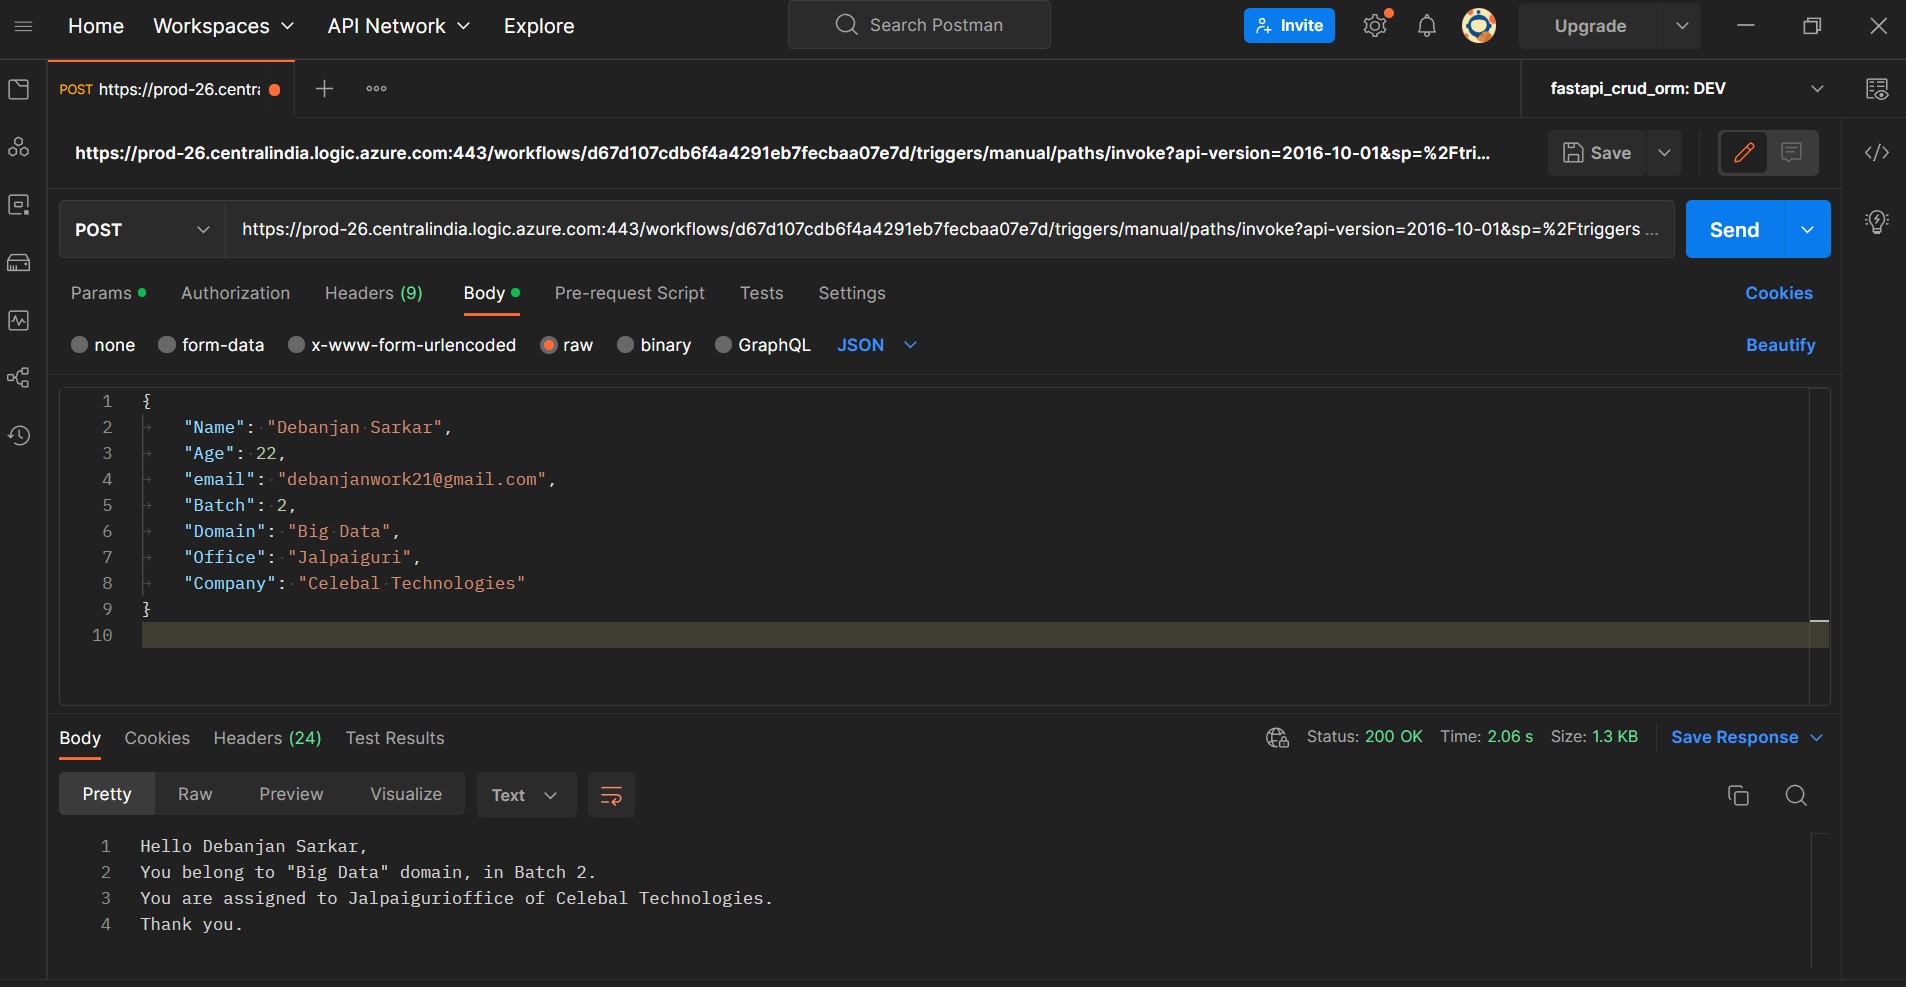 Home Workspaces API Network Explore Search Postman Invite Upgrade
POST https://prod-26.centra fastapi_crud_orm: DEV
https://prod-26.centralindia.logic.azure.com:443/workflows/d67d107cdb6f4a4291eb7fecbaa07e7d/triggers/manual/paths/invoke?api-version=2016-10-01&sp=%2Ftri... Save
POST https://prod-26.centralindia.logic.azure.com:443/workflows/d67d107cdb6f4a4291eb7fecbaa07e7d/triggers/manual/paths/invoke?api-version=2016-10-01&sp=%2Ftriggers ... Send
Params Authorization Headers (9) Body Pre-request Script Tests Settings Cookies
none form-data x-www-form-urlencoded raw binary GraphQL JSON Beautify
1 {
2 "Name": "Debanjan Sarkar",
3 "Age": 22,
4 "email": "debanjanwork21@gmail.com",
5 "Batch": 2,
6 "Domain": "Big Data",
7 "Office": "Jalpaiguri",
8 "Company": "Celebal Technologies"
9 }
10
Body Cookies Headers (24) Test Results Status: 200 OK Time: 2.06 s Size: 1.3 KB Save Response
Pretty Raw Preview Visualize Text
1 Hello Debanjan Sarkar,
2 You belong to "Big Data" domain, in Batch 2.
3 You are assigned to Jalpaigurioffice of Celebal Technologies.
4 Thank you.